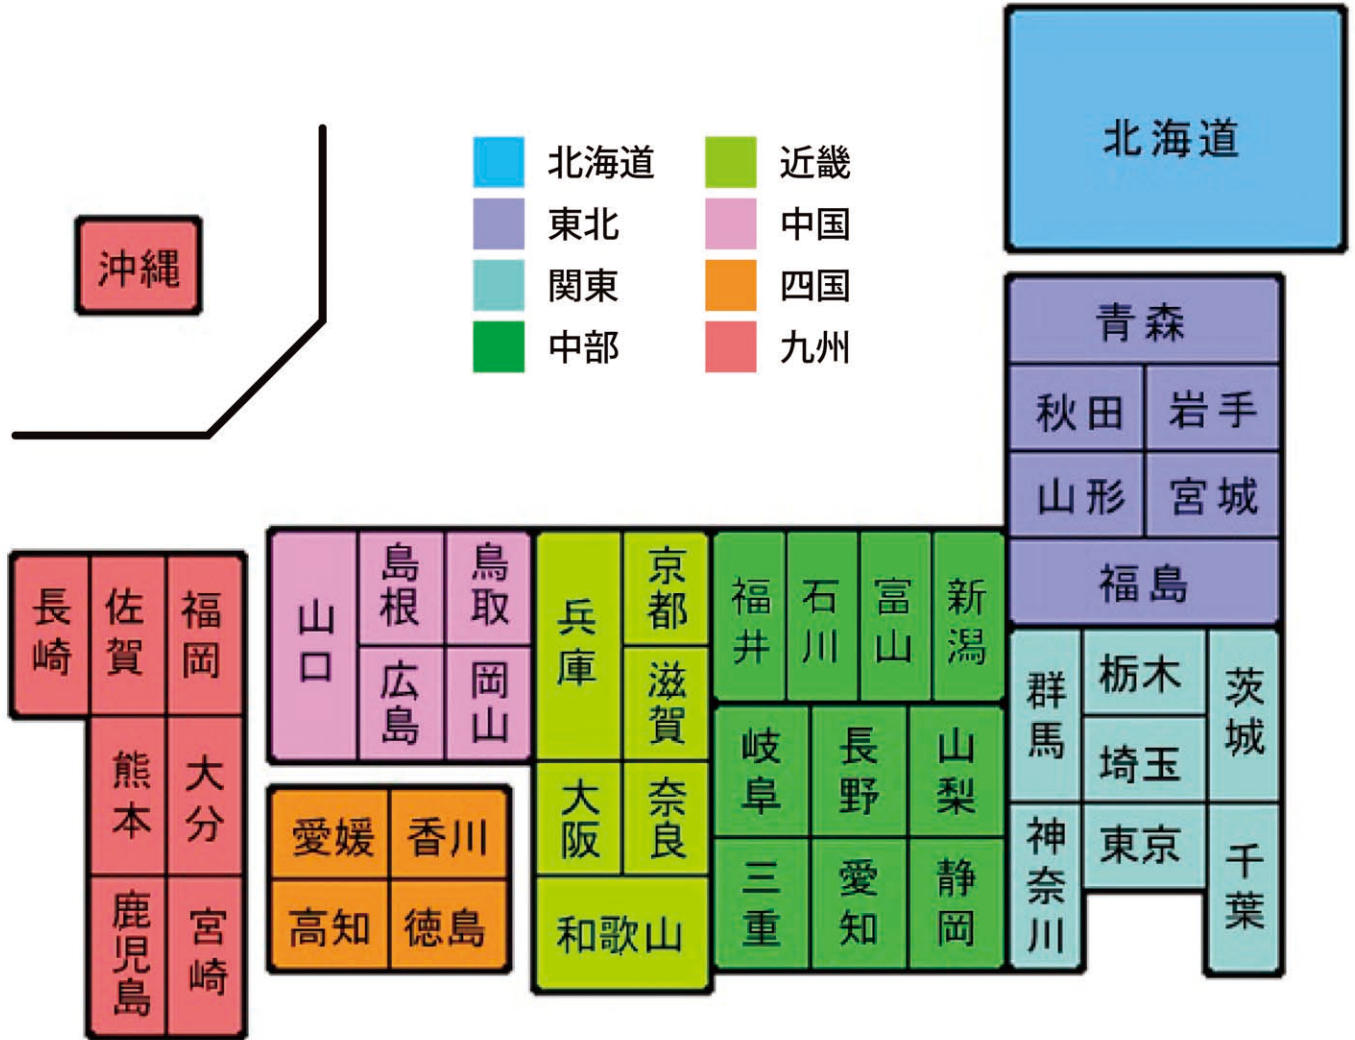 北海道
沖縄
北海道
東北
関東
中部
近畿
中国
四国
九州
青森
秋田
岩手
山形
宮城
福島
群馬
栃木
茨城
埼玉
神奈川
東京
千葉
福井
石川
富山
新潟
岐阜
長野
山梨
三重
愛知
静岡
兵庫
京都
滋賀
大阪
奈良
和歌山
山口
島根
鳥取
広島
岡山
愛媛
香川
高知
徳島
長崎
佐賀
福岡
熊本
大分
鹿児島
宮崎